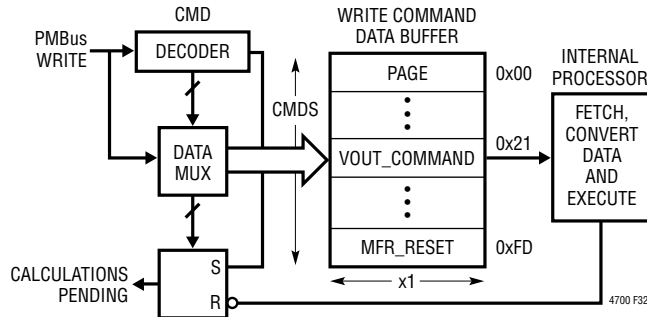 CMD
PMBus
WRITE
DECODER
CMDS
DATA
MUX
S
R
CALCULATIONS
PENDING
WRITE COMMAND
DATA BUFFER
PAGE
0x00
VOUT_COMMAND
0x21
MFR_RESET
0xFD
x1
INTERNAL
PROCESSOR
FETCH,
CONVERT
DATA
AND
EXECUTE
4700 F32